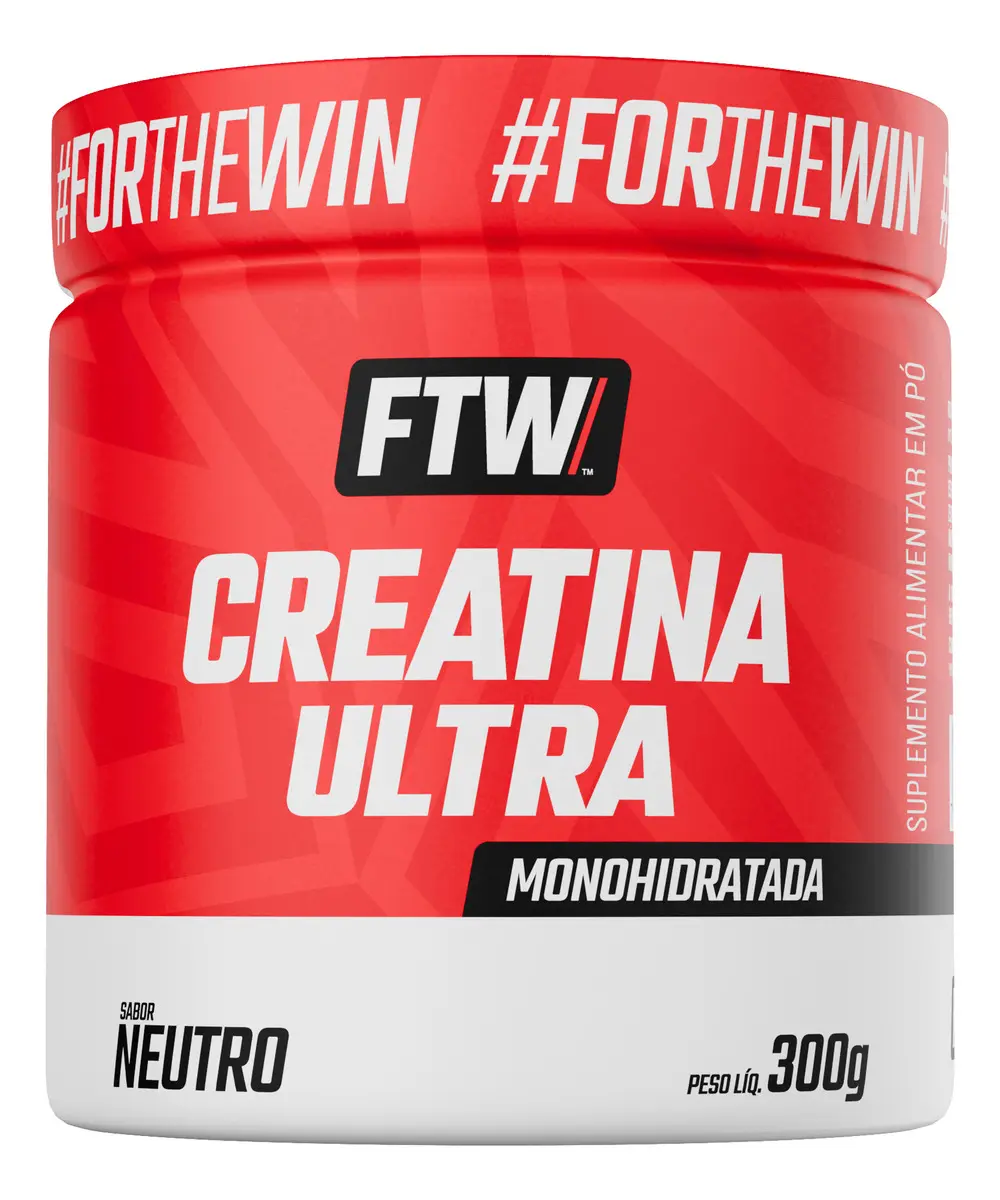 #FORTHEWIN #FORTHEWIN #
FTW/™
CREATINA
ULTRA
MONOHIDRATADA
SUPLEMENTO ALIMENTAR EM PÓ
SABOR
NEUTRO
PESO LÍQ. 300g